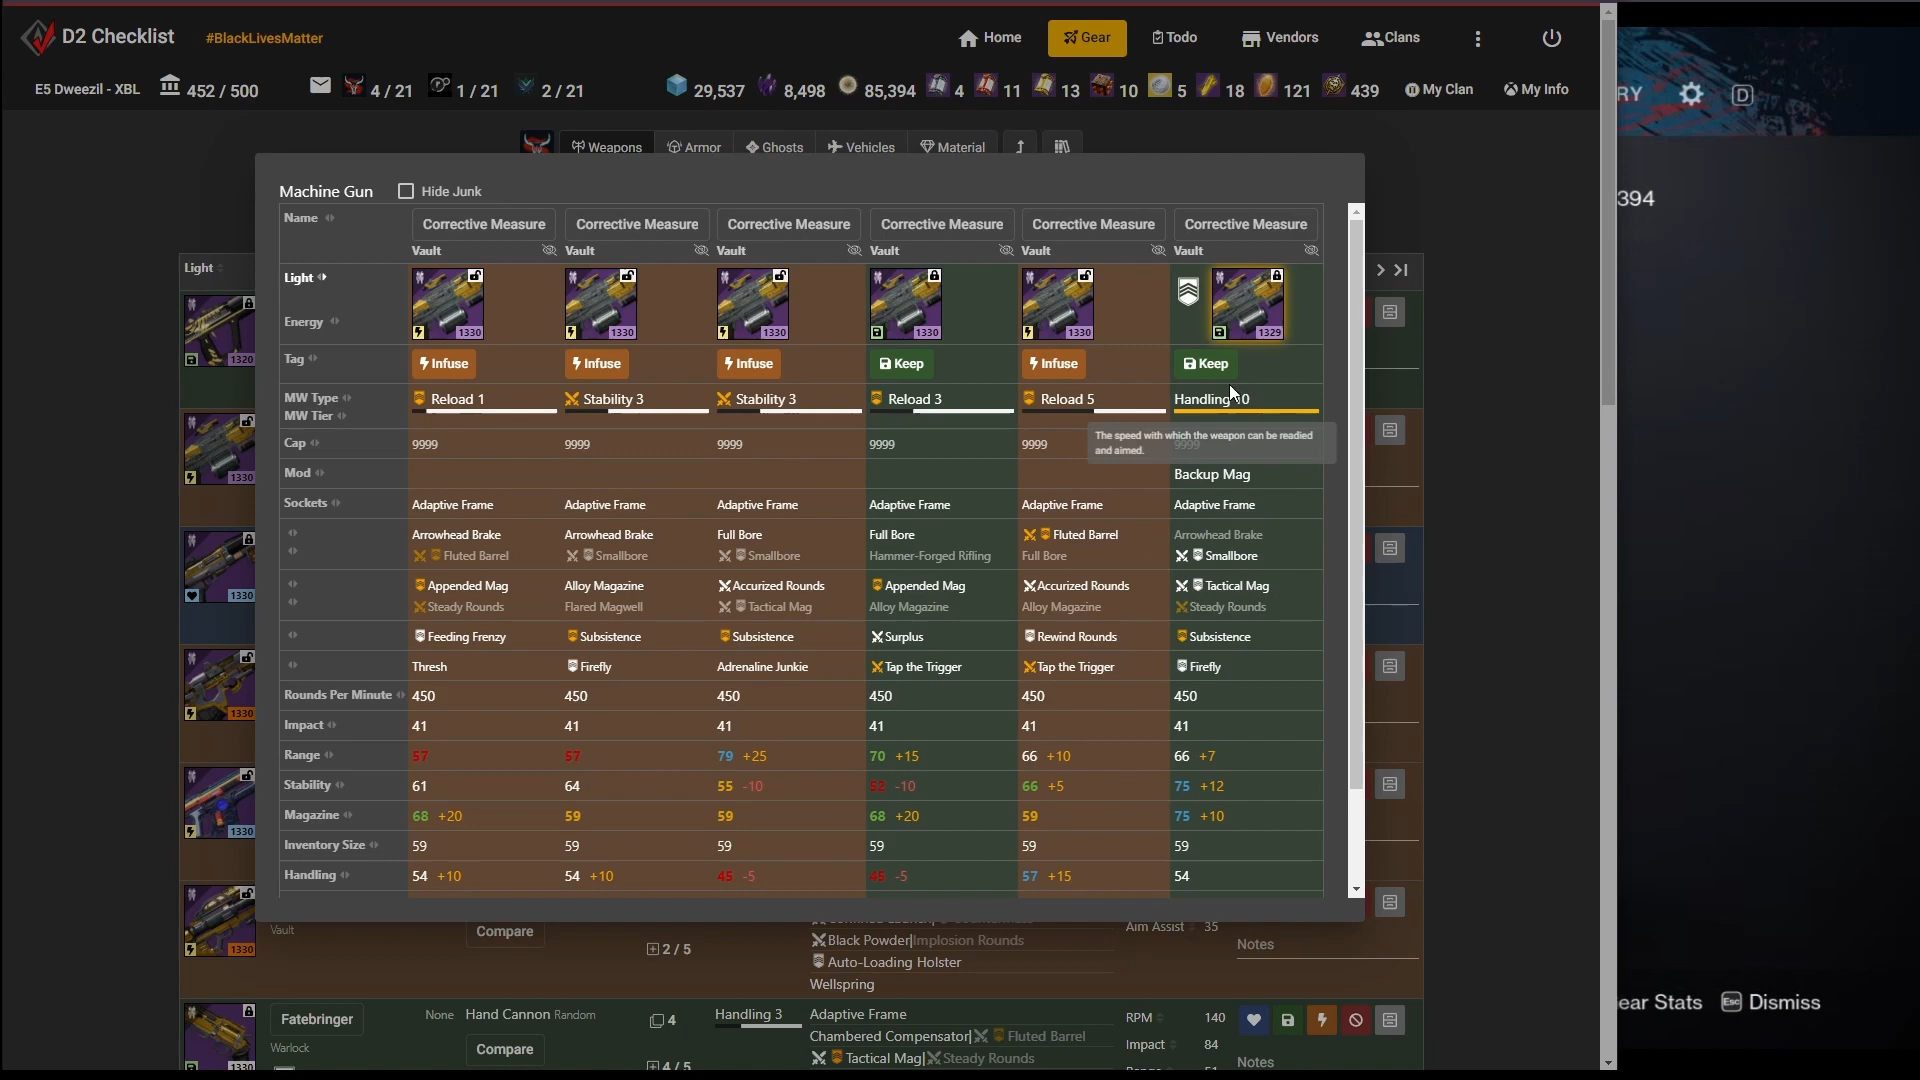 D2 Checklist #BlackLivesMatter Home Gear Todo Vendors Clans
E5 Dweezil - XBL 452 / 500 4 / 21 1 / 21 2 / 21 29,537 8,498 85,394 4 11 13 10 5 18 121 439 My Clan My Info
RY D
394
Weapons Armor Ghosts Vehicles Material
Machine Gun Hide Junk
Name Corrective Measure Corrective Measure Corrective Measure Corrective Measure Corrective Measure Corrective Measure
Vault Vault Vault Vault Vault Vault
Light
Light
Energy
1330 1330 1330 1330 1330 1329
Tag Infuse Infuse Infuse Keep Infuse Keep
MW Type Reload 1 Stability 3 Stability 3 Reload 3 Reload 5 Handling 0
MW Tier
Cap 9999 9999 9999 9999 9999 9999
The speed with which the weapon can be readied
and aimed.
Mod Backup Mag
Sockets Adaptive Frame Adaptive Frame Adaptive Frame Adaptive Frame Adaptive Frame Adaptive Frame
Arrowhead Brake Arrowhead Brake Full Bore Full Bore Fluted Barrel Arrowhead Brake
Fluted Barrel Smallbore Smallbore Hammer-Forged Rifling Full Bore Smallbore
Appended Mag Alloy Magazine Accurized Rounds Appended Mag Accurized Rounds Tactical Mag
Steady Rounds Flared Magwell Tactical Mag Alloy Magazine Alloy Magazine Steady Rounds
Feeding Frenzy Subsistence Subsistence Surplus Rewind Rounds Subsistence
Thresh Firefly Adrenaline Junkie Tap the Trigger Tap the Trigger Firefly
Rounds Per Minute 450 450 450 450 450 450
Impact 41 41 41 41 41 41
Range 57 57 79 +25 70 +15 66 +10 66 +7
Stability 61 64 55 -10 52 -10 66 +5 75 +12
Magazine 68 +20 59 59 68 +20 59 75 +10
Inventory Size 59 59 59 59 59 59
Handling 54 +10 54 +10 45 -5 45 -5 57 +15 54
1320
1330
1330
1330
1330
1330
Vault Compare 2 / 5
Black Powder|Implosion Rounds
Auto-Loading Holster
Wellspring
Aim Assist 35
Notes
Fatebringer None Hand Cannon Random 4 Handling 3 Adaptive Frame RPM 140
Warlock Compare Chambered Compensator| Fluted Barrel Impact 84
1330 4 / 5 Tactical Mag| Steady Rounds Notes
ear Stats Esc Dismiss